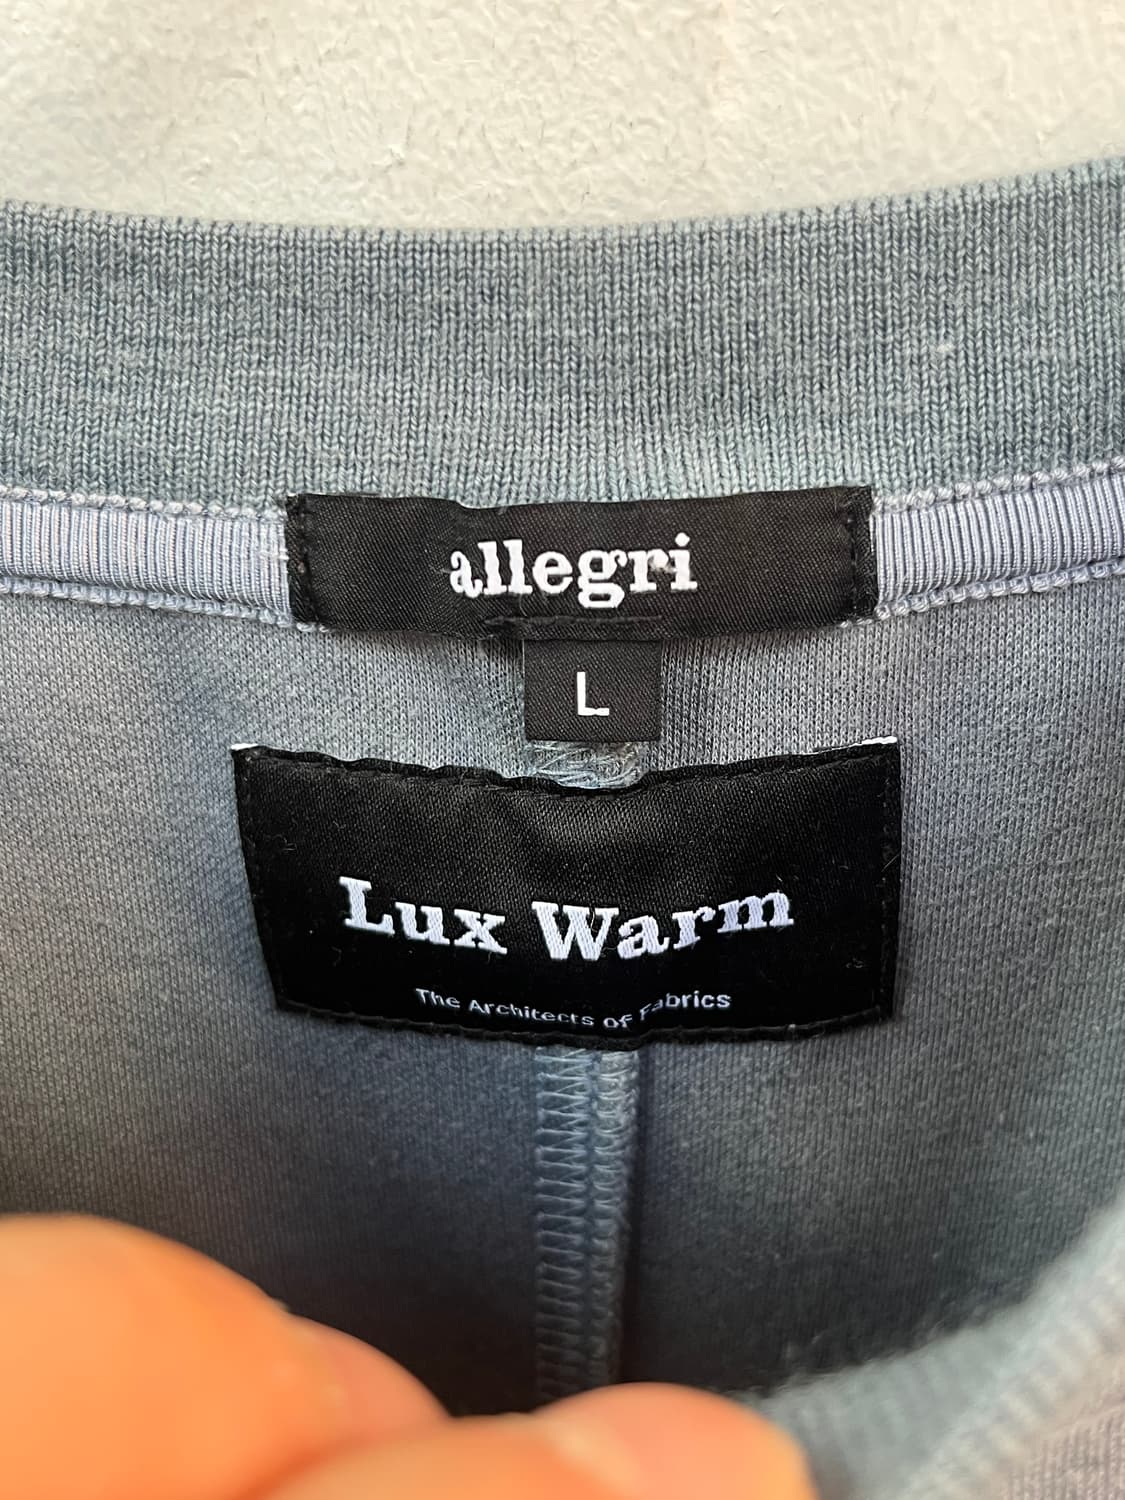 allegri
L
Lux Warm
The Architects of Fabrics